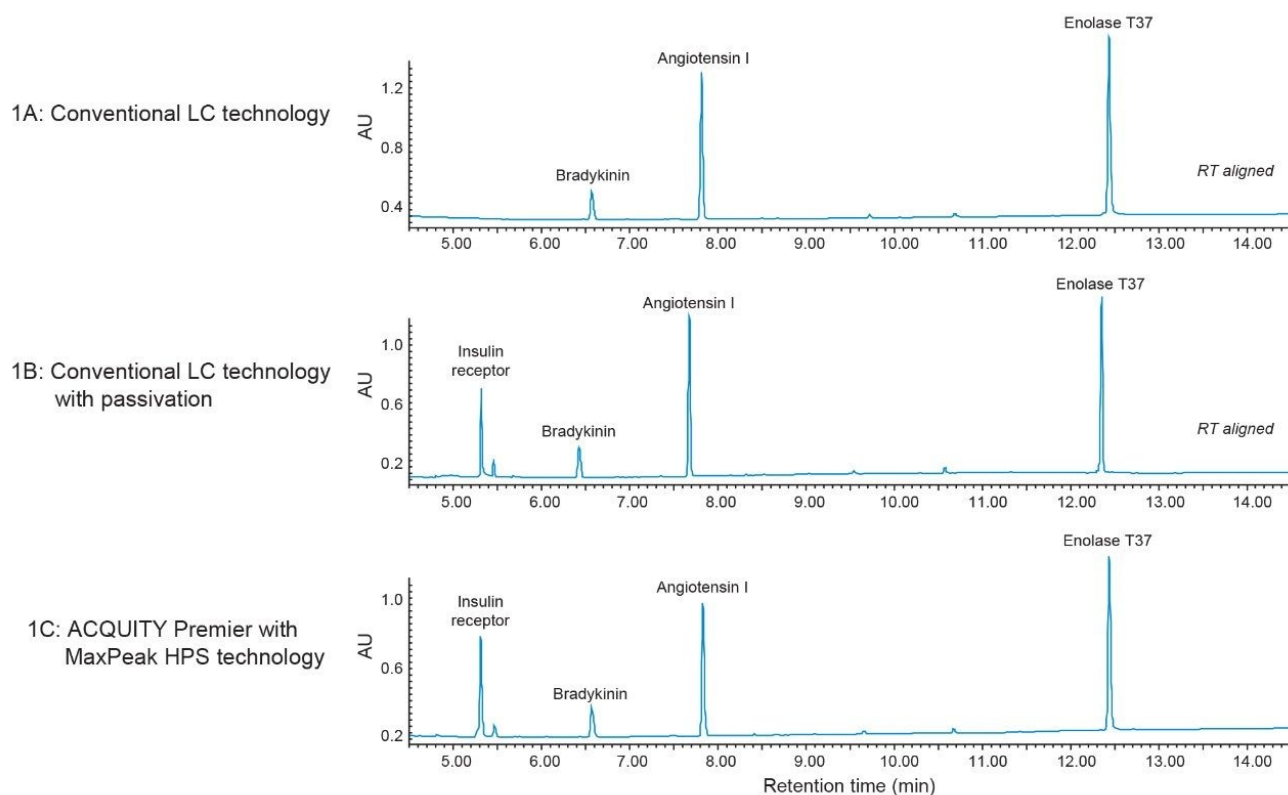 1A: Conventional LC technology
AU
1.2
0.8
0.4
Bradykinin
Angiotensin I
Enolase T37
RT aligned
5.00 6.00 7.00 8.00 9.00 10.00 11.00 12.00 13.00 14.00
1B: Conventional LC technology
with passivation
AU
1.0
0.6
0.2
Insulin
receptor
Bradykinin
Angiotensin I
Enolase T37
RT aligned
5.00 6.00 7.00 8.00 9.00 10.00 11.00 12.00 13.00 14.00
1C: ACQUITY Premier with
MaxPeak HPS technology
AU
1.0
0.6
0.2
Insulin
receptor
Bradykinin
Angiotensin I
Enolase T37
5.00 6.00 7.00 8.00 9.00 10.00 11.00 12.00 13.00 14.00
Retention time (min)